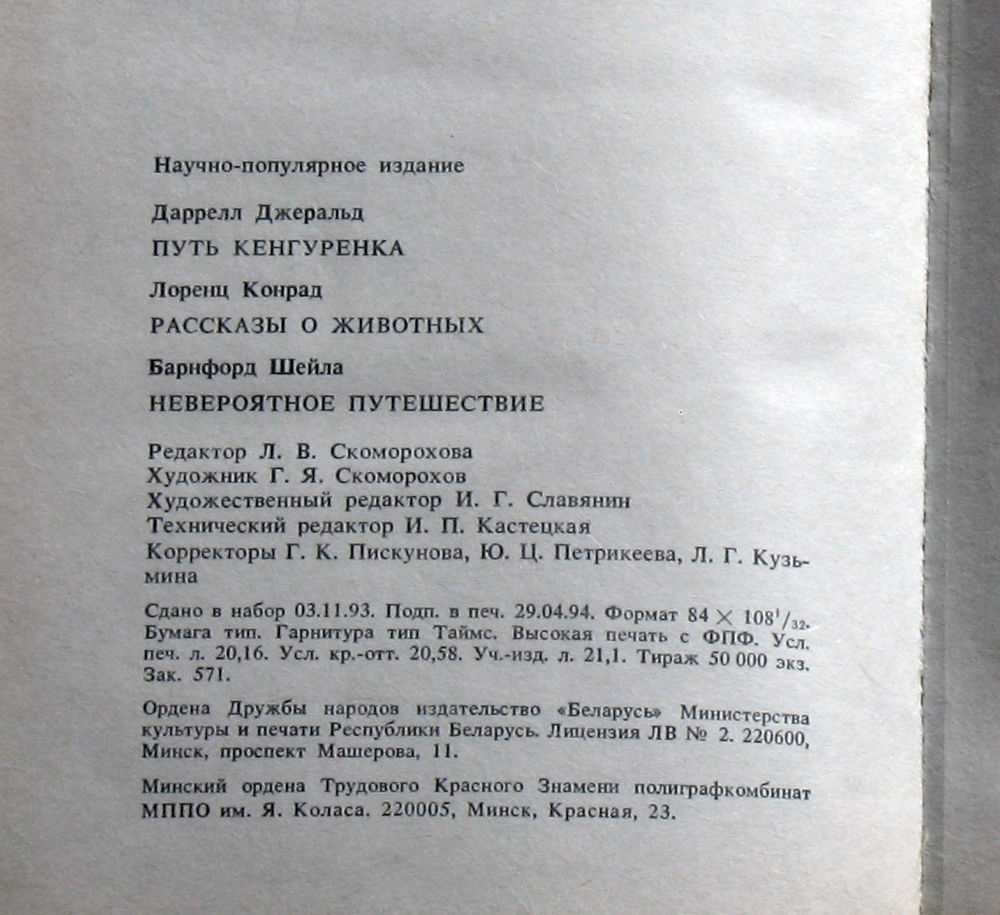 Научно-популярное издание
Даррелл Джеральд
ПУТЬ КЕНГУРЕНКА
Лоренц Конрад
РАССКАЗЫ О ЖИВОТНЫХ
Барнфорд Шейла
НЕВЕРОЯТНОЕ ПУТЕШЕСТВИЕ
Редактор Л. В. Скоморохова
Художник Г. Я. Скоморохов
Художественный редактор И. Г. Славянин
Технический редактор И. П. Кастецкая
Корректоры Г. К. Пискунова, Ю. Ц. Петрикеева, Л. Г. Кузь-
мина
Сдано в набор 03.11.93. Подп. в печ. 29.04.94. Формат 84 × 108¹/₃₂.
Бумага тип. Гарнитура тип Таймс. Высокая печать с ФПФ. Усл.
печ. л. 20,16. Усл. кр.-отт. 20,58. Уч.-изд. л. 21,1. Тираж 50 000 экз.
Зак. 571.
Ордена Дружбы народов издательство «Беларусь» Министерства
культуры и печати Республики Беларусь. Лицензия ЛВ № 2. 220600,
Минск, проспект Машерова, 11.
Минский ордена Трудового Красного Знамени полиграфкомбинат
МППО им. Я. Коласа. 220005, Минск, Красная, 23.